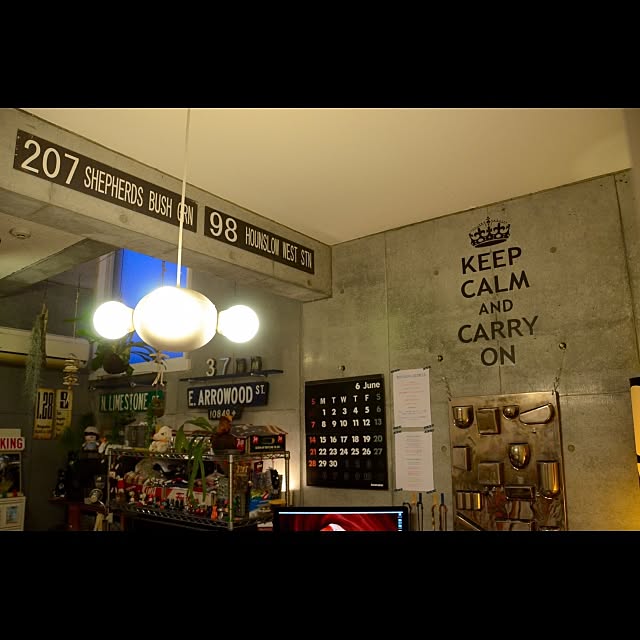 207 SHEPHERDS BUSH GRN
98 HOUNSLOW WEST STN
KEEP
CALM
AND
CARRY
ON
37
N. LIMESTONE
E. ARROWOOD ST.
10849
KING
6 June
S M T W T F S
1 2 3 4 5 6
7 8 9 10 11 12 13
14 15 16 17 18 19 20
21 22 23 24 25 26 27
28 29 30